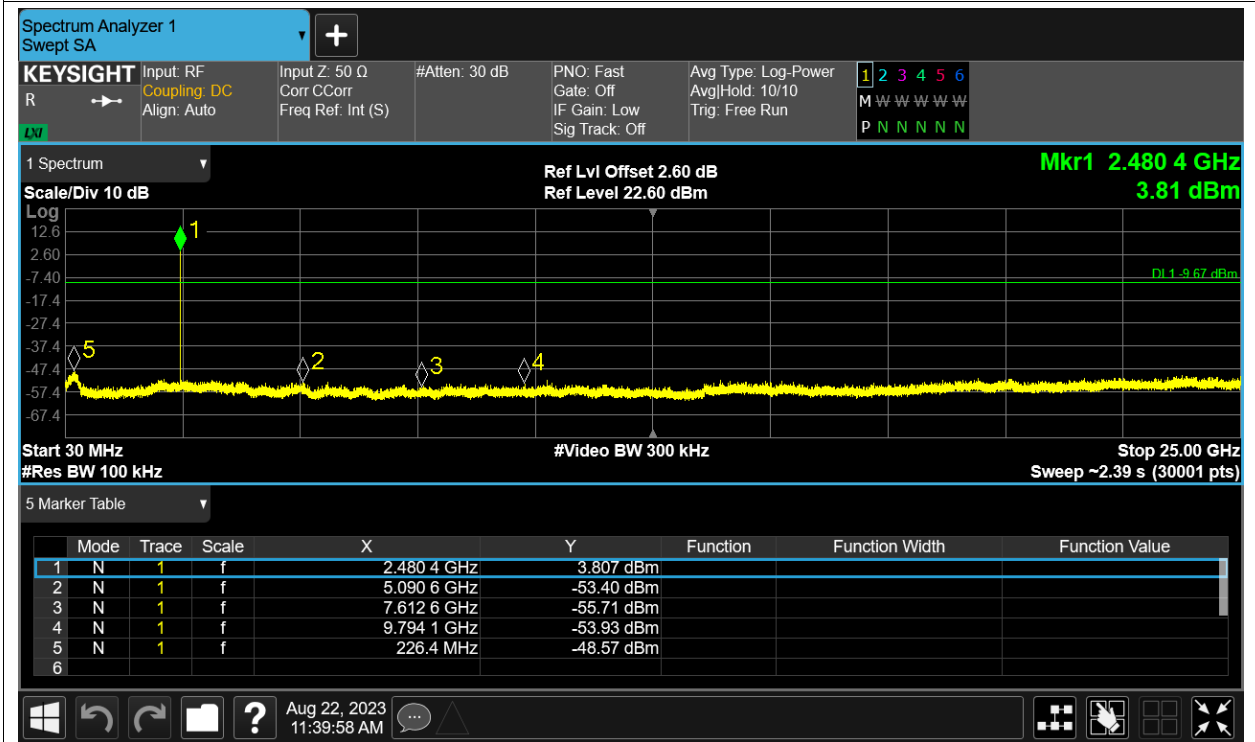 Spectrum Analyzer 1
Swept SA
+
KEYSIGHT Input: RF Input Z: 50 Ω #Atten: 30 dB PNO: Fast Avg Type: Log-Power 1 2 3 4 5 6
R Coupling: DC Corr CCorr Gate: Off Avg|Hold: 10/10 M W W W W W
Align: Auto Freq Ref: Int (S) IF Gain: Low Trig: Free Run
LXI Sig Track: Off P N N N N N
1 Spectrum Ref Lvl Offset 2.60 dB Mkr1 2.480 4 GHz
Scale/Div 10 dB Ref Level 22.60 dBm 3.81 dBm
Log
12.6 1
2.60
-7.40 DL1 -9.67 dBm
-17.4
-27.4
-37.4 5
-47.4 2 3 4
-57.4
-67.4
Start 30 MHz #Video BW 300 kHz Stop 25.00 GHz
#Res BW 100 kHz Sweep ~2.39 s (30001 pts)
5 Marker Table
Mode Trace Scale X Y Function Function Width Function Value
1 N 1 f 2.480 4 GHz 3.807 dBm
2 N 1 f 5.090 6 GHz -53.40 dBm
3 N 1 f 7.612 6 GHz -55.71 dBm
4 N 1 f 9.794 1 GHz -53.93 dBm
5 N 1 f 226.4 MHz -48.57 dBm
6
? Aug 22, 2023
11:39:58 AM